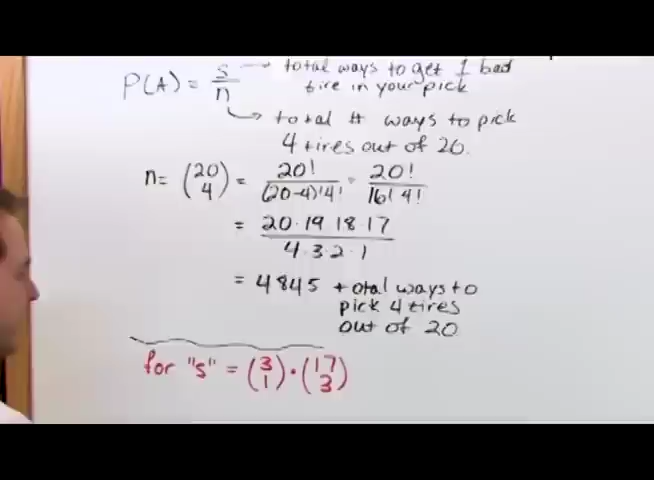 P(A) = s/n → total ways to get 1 bad
tire in your pick
→ total # ways to pick
4 tires out of 20.
n = (20 4) = 20!/(20-4)!4! = 20!/16! 4!
= 20·19 18·17 / 4·3·2·1
= 4845 total ways to
pick 4 tires
out of 20
for "s" = (3 1)·(17 3)